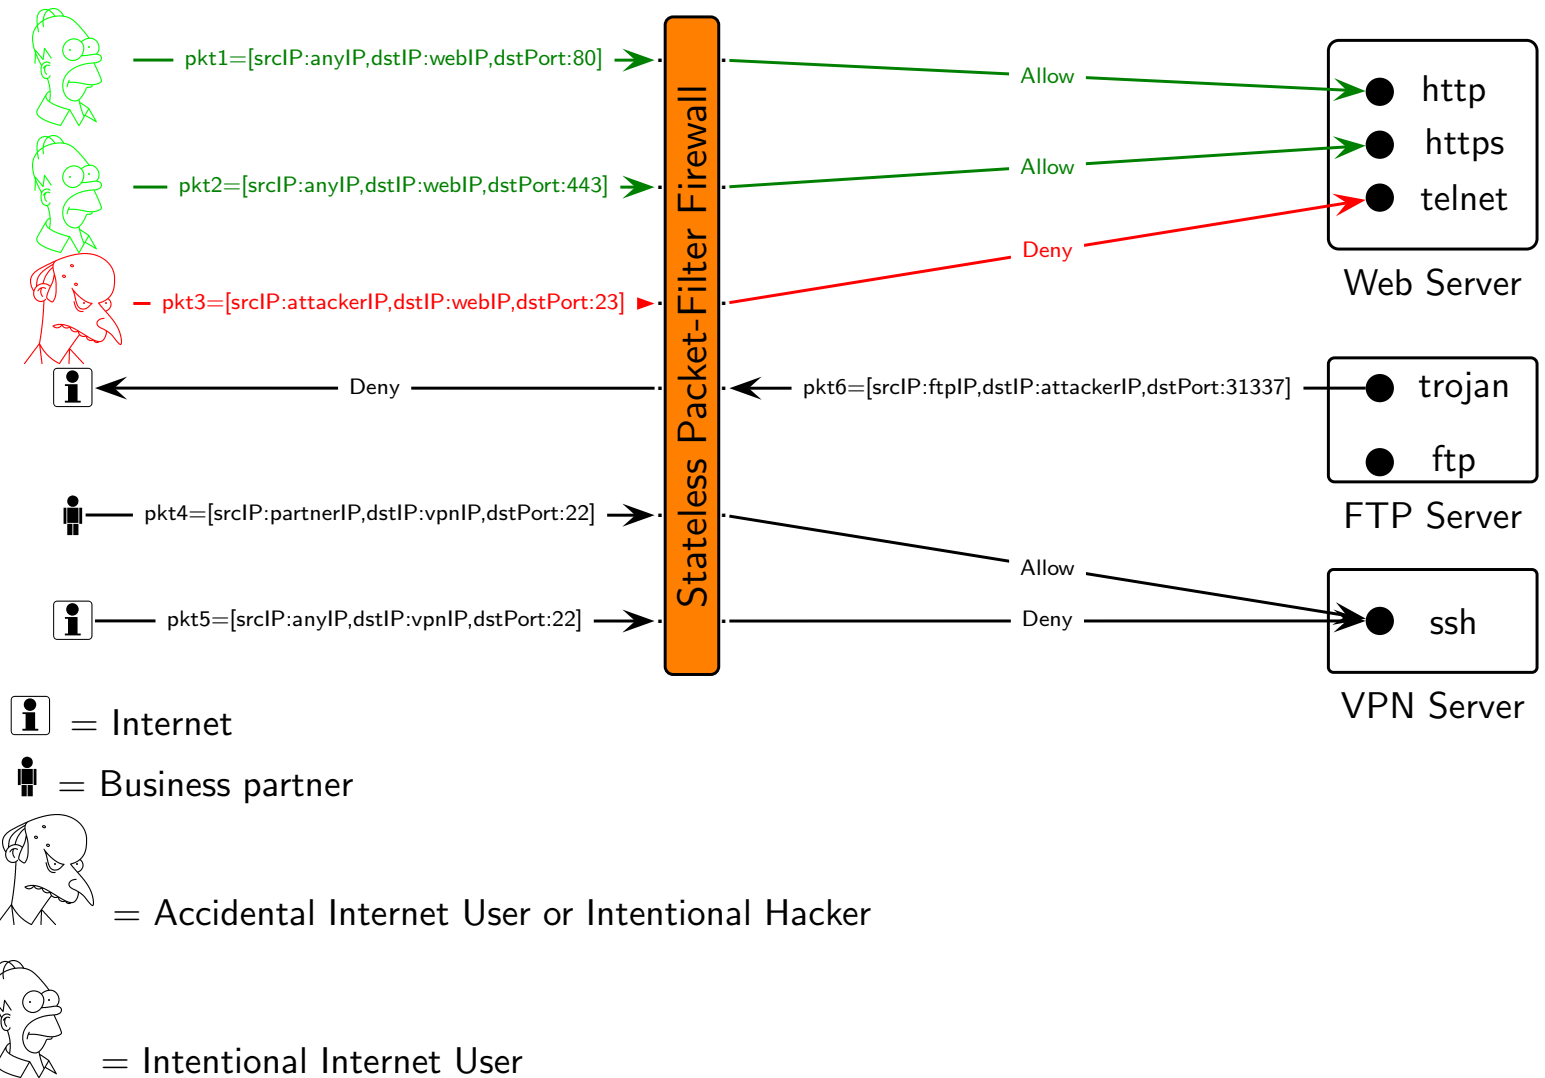 pkt1=[srcIP:anyIP,dstIP:webIP,dstPort:80]
Allow
http
pkt2=[srcIP:anyIP,dstIP:webIP,dstPort:443]
Allow
https
pkt3=[srcIP:attackerIP,dstIP:webIP,dstPort:23]
Deny
telnet
Web Server
Stateless Packet-Filter Firewall
Deny
pkt6=[srcIP:ftpIP,dstIP:attackerIP,dstPort:31337]
trojan
ftp
FTP Server
pkt4=[srcIP:partnerIP,dstIP:vpnIP,dstPort:22]
Allow
pkt5=[srcIP:anyIP,dstIP:vpnIP,dstPort:22]
Deny
ssh
VPN Server
= Internet
= Business partner
= Accidental Internet User or Intentional Hacker
= Intentional Internet User